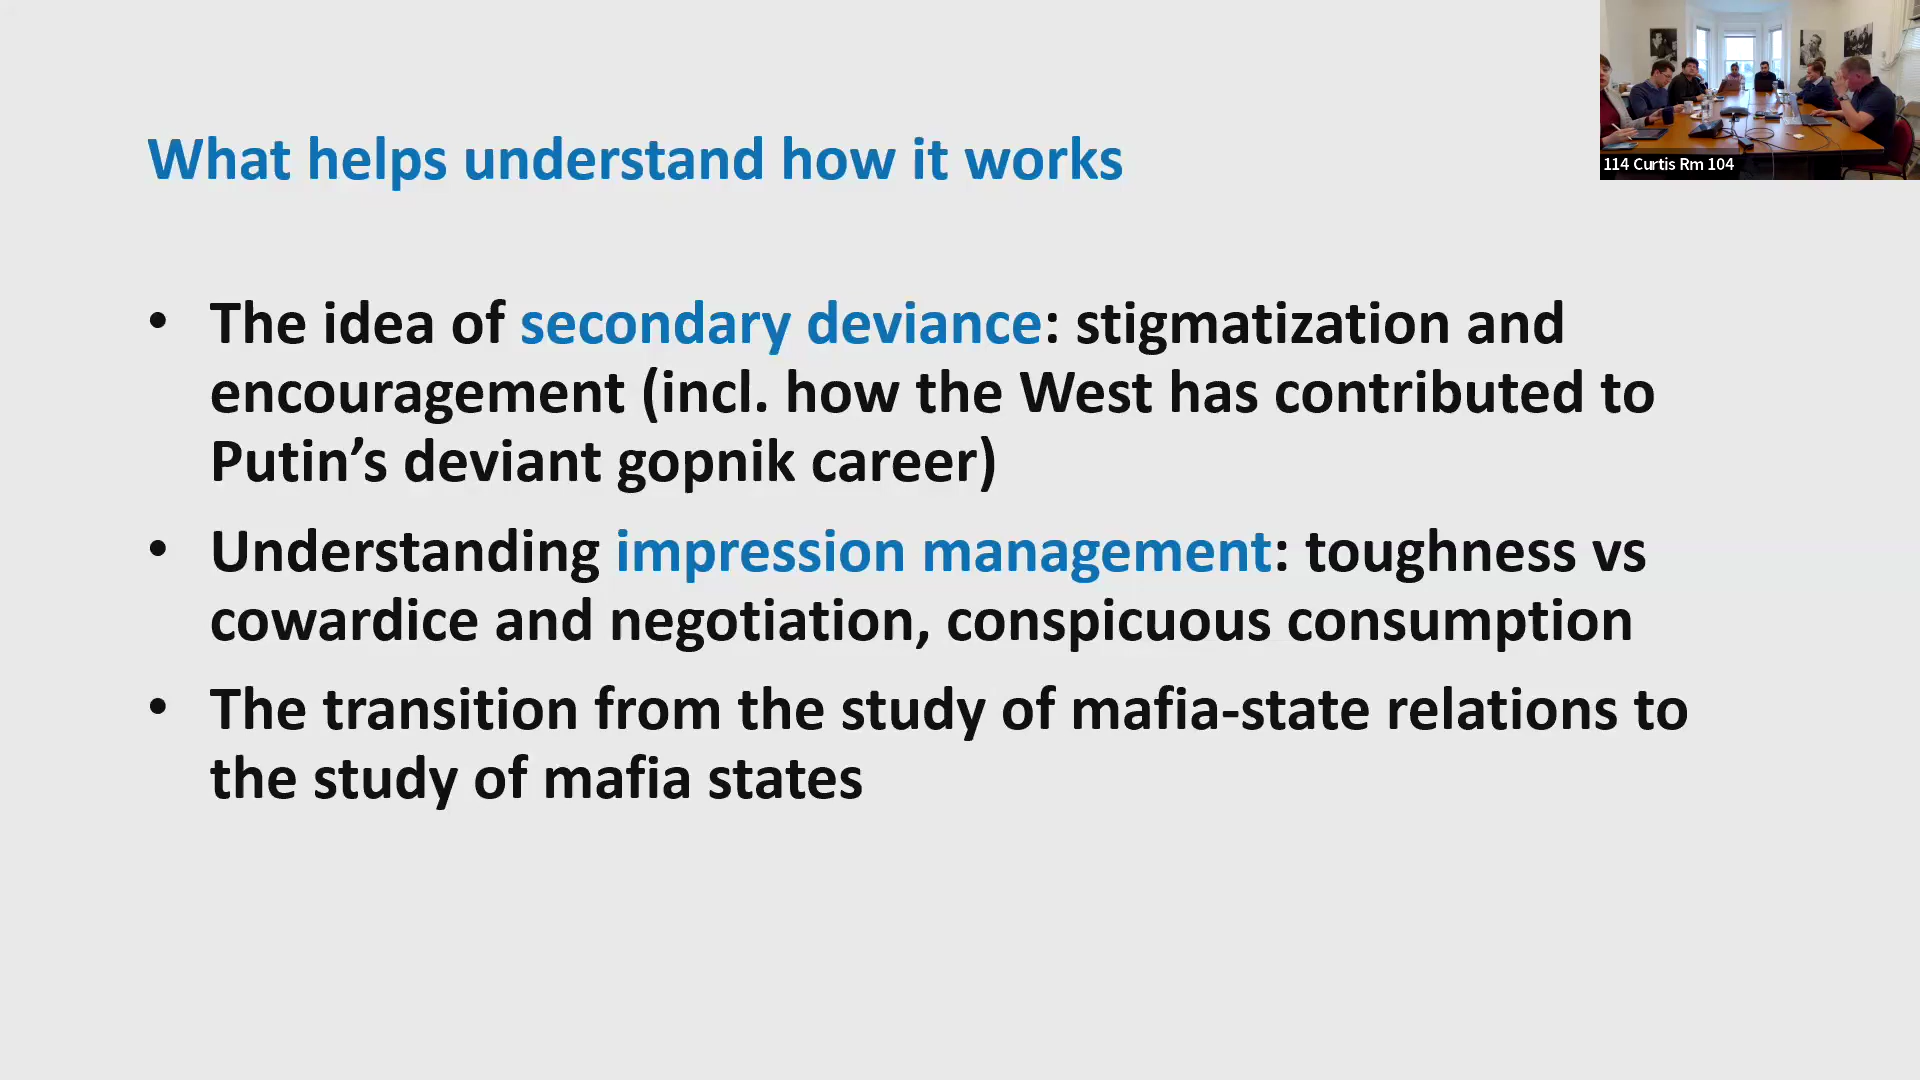 What helps understand how it works
114 Curtis Rm 104
• The idea of secondary deviance: stigmatization and
encouragement (incl. how the West has contributed to
Putin’s deviant gopnik career)
• Understanding impression management: toughness vs
cowardice and negotiation, conspicuous consumption
• The transition from the study of mafia-state relations to
the study of mafia states